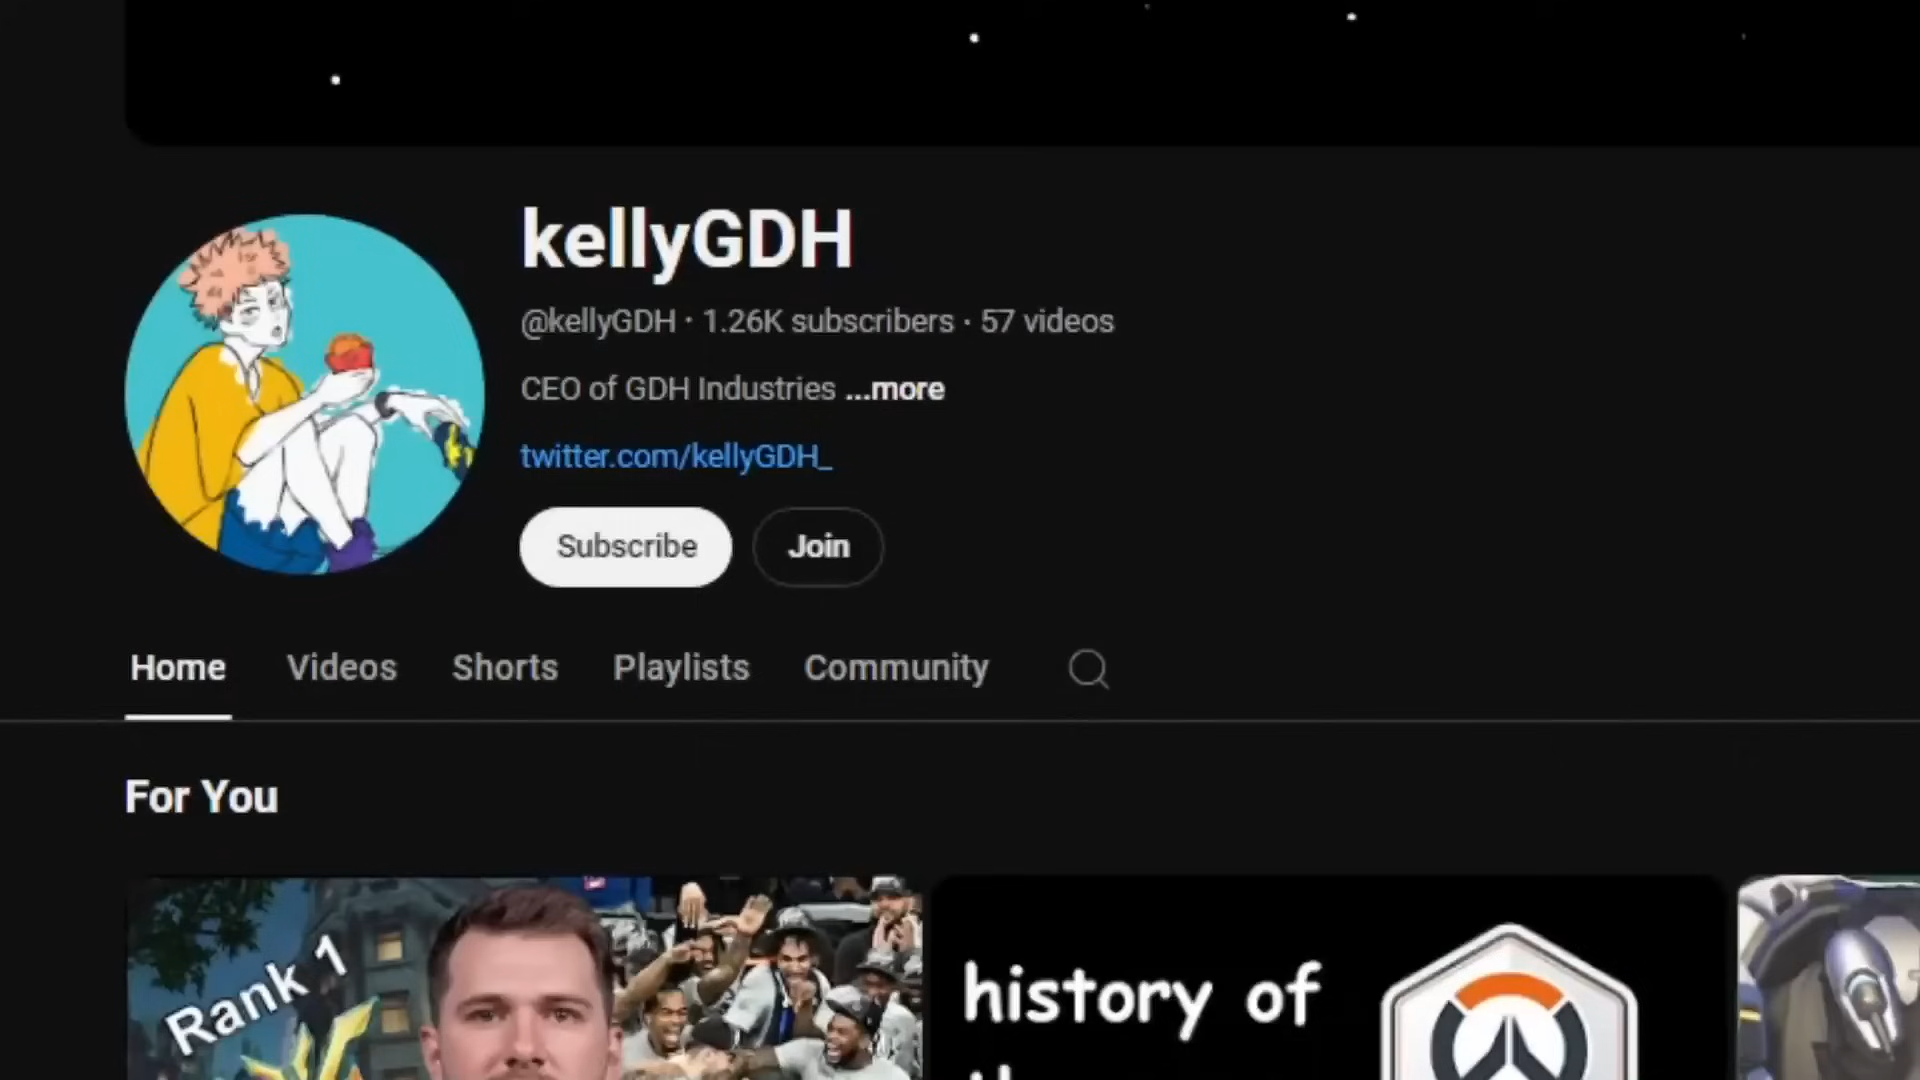 kellyGDH
@kellyGDH · 1.26K subscribers · 57 videos
CEO of GDH Industries ...more
twitter.com/kellyGDH_
Subscribe Join
Home Videos Shorts Playlists Community
For You
Rank 1
history of